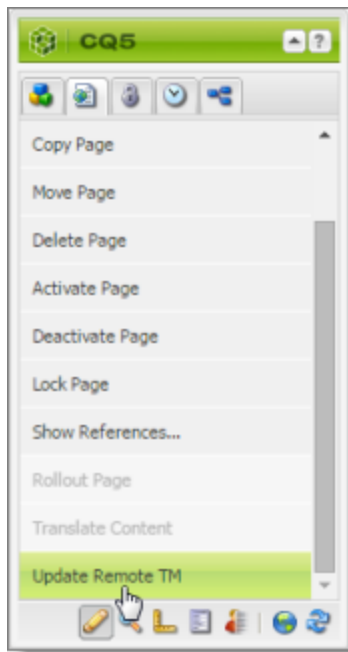 CQ5
?
Copy Page
Move Page
Delete Page
Activate Page
Deactivate Page
Lock Page
Show References...
Rollout Page
Translate Content
Update Remote TM